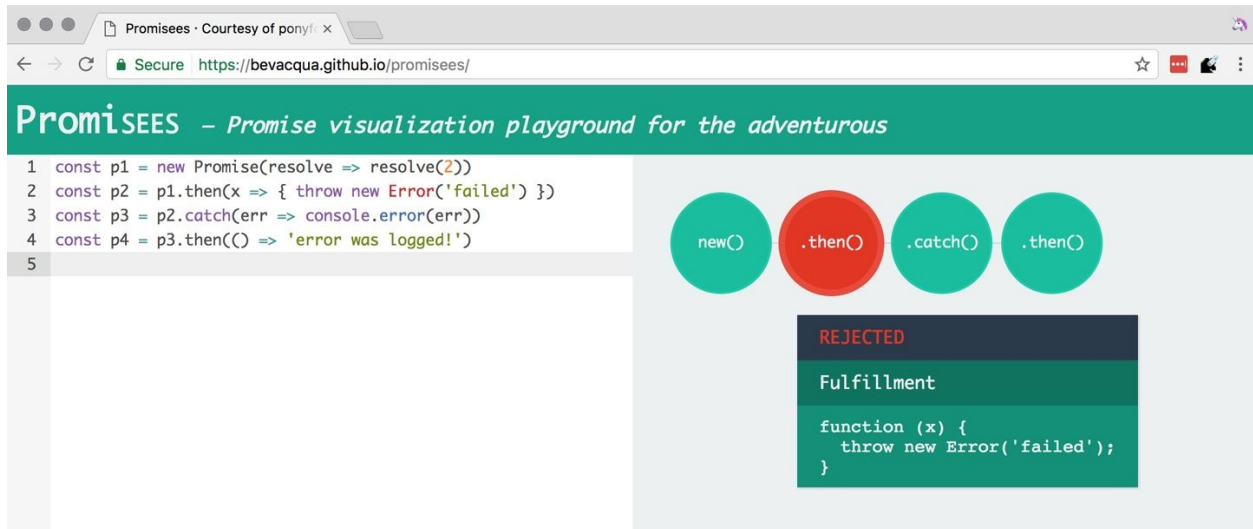 Promisees · Courtesy of ponyf
Secure https://bevacqua.github.io/promisees/
PromiSEES – Promise visualization playground for the adventurous
1 const p1 = new Promise(resolve => resolve(2))
2 const p2 = p1.then(x => { throw new Error('failed') })
3 const p3 = p2.catch(err => console.error(err))
4 const p4 = p3.then(() => 'error was logged!')
5
new() .then() .catch() .then()
REJECTED
Fulfillment
function (x) {
throw new Error('failed');
}